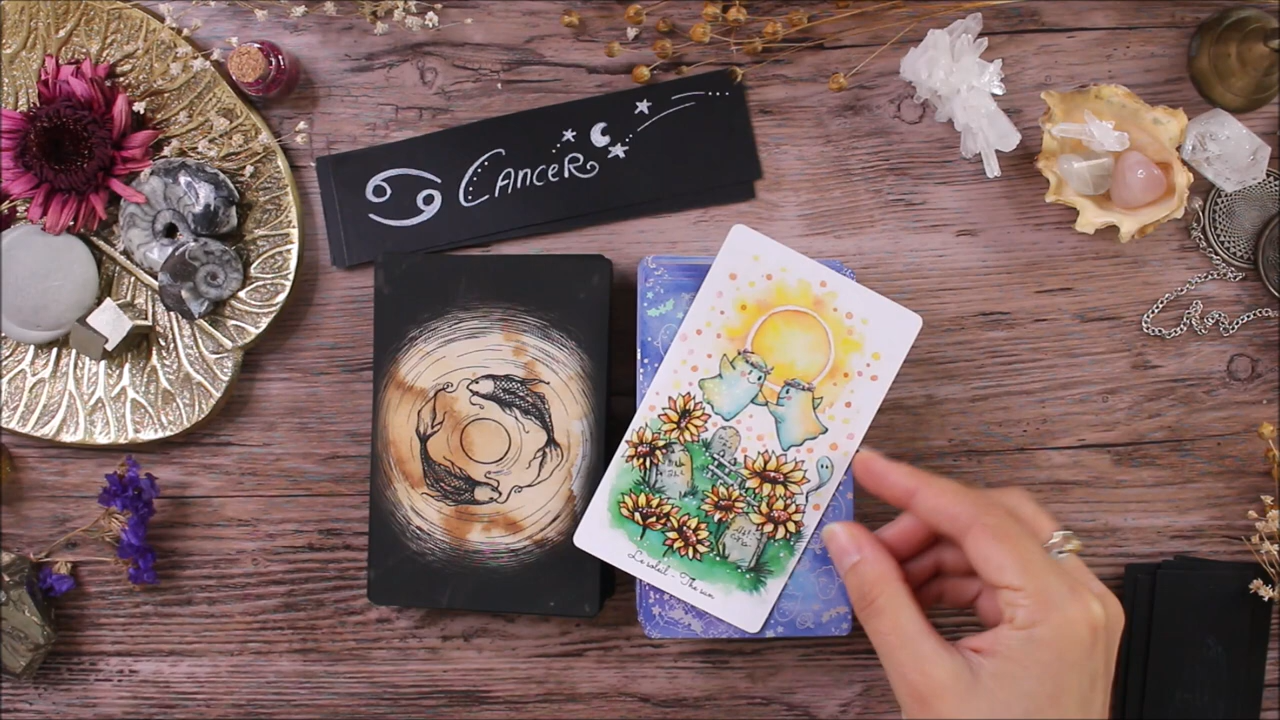 ♋ Cancer
Le soleil - The sun